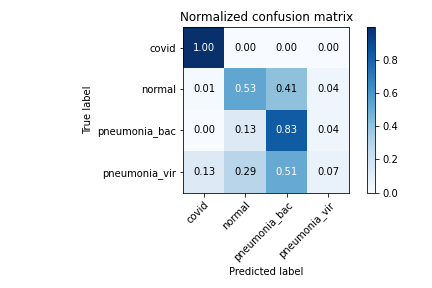 Normalized confusion matrix
covid 1.00 0.00 0.00 0.00
normal 0.01 0.53 0.41 0.04
pneumonia_bac 0.00 0.13 0.83 0.04
pneumonia_vir 0.13 0.29 0.51 0.07
True label
covid normal pneumonia_bac pneumonia_vir
Predicted label
0.8
0.6
0.4
0.2
0.0